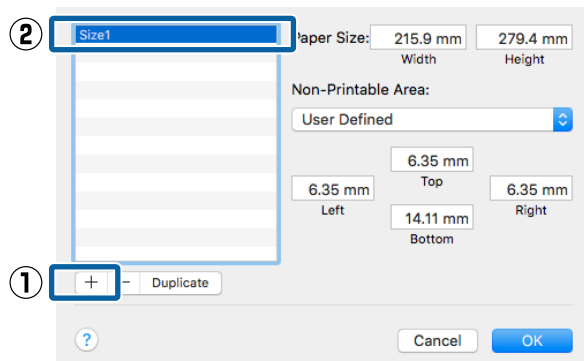 ② Size1 Paper Size: 215.9 mm 279.4 mm
Width Height
Non-Printable Area:
User Defined
6.35 mm
Top
6.35 mm 6.35 mm
Left Right
14.11 mm
Bottom
① + − Duplicate
? Cancel OK